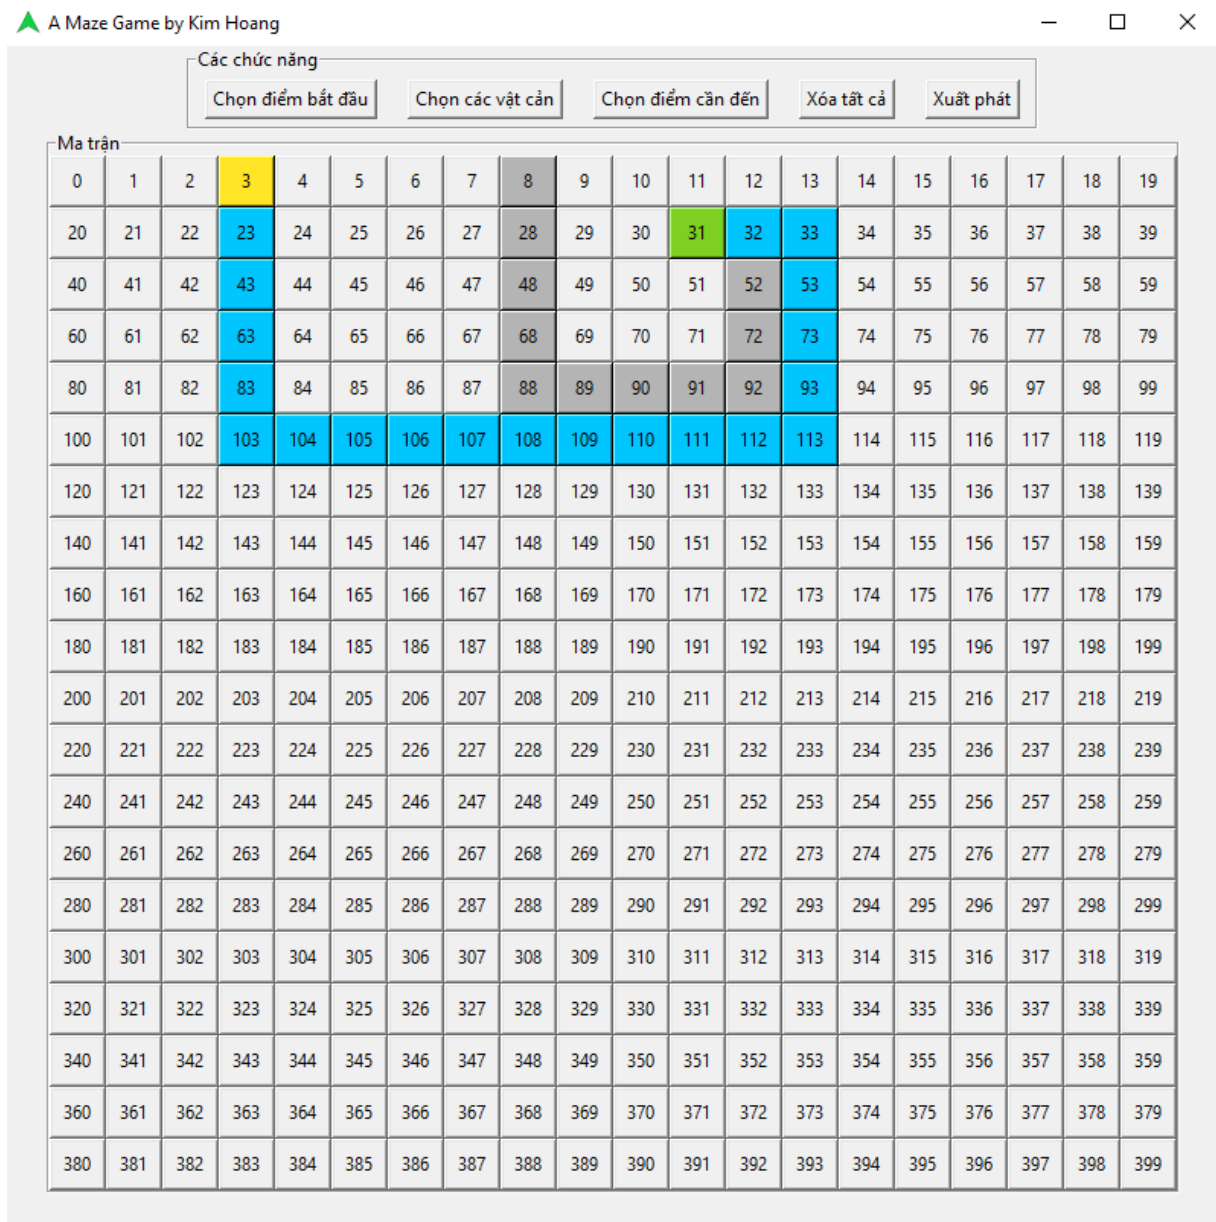 A Maze Game by Kim Hoang
Các chức năng
Chọn điểm bắt đầu Chọn các vật cản Chọn điểm cần đến Xóa tất cả Xuất phát
Ma trận
0 1 2 3 4 5 6 7 8 9 10 11 12 13 14 15 16 17 18 19
20 21 22 23 24 25 26 27 28 29 30 31 32 33 34 35 36 37 38 39
40 41 42 43 44 45 46 47 48 49 50 51 52 53 54 55 56 57 58 59
60 61 62 63 64 65 66 67 68 69 70 71 72 73 74 75 76 77 78 79
80 81 82 83 84 85 86 87 88 89 90 91 92 93 94 95 96 97 98 99
100 101 102 103 104 105 106 107 108 109 110 111 112 113 114 115 116 117 118 119
120 121 122 123 124 125 126 127 128 129 130 131 132 133 134 135 136 137 138 139
140 141 142 143 144 145 146 147 148 149 150 151 152 153 154 155 156 157 158 159
160 161 162 163 164 165 166 167 168 169 170 171 172 173 174 175 176 177 178 179
180 181 182 183 184 185 186 187 188 189 190 191 192 193 194 195 196 197 198 199
200 201 202 203 204 205 206 207 208 209 210 211 212 213 214 215 216 217 218 219
220 221 222 223 224 225 226 227 228 229 230 231 232 233 234 235 236 237 238 239
240 241 242 243 244 245 246 247 248 249 250 251 252 253 254 255 256 257 258 259
260 261 262 263 264 265 266 267 268 269 270 271 272 273 274 275 276 277 278 279
280 281 282 283 284 285 286 287 288 289 290 291 292 293 294 295 296 297 298 299
300 301 302 303 304 305 306 307 308 309 310 311 312 313 314 315 316 317 318 319
320 321 322 323 324 325 326 327 328 329 330 331 332 333 334 335 336 337 338 339
340 341 342 343 344 345 346 347 348 349 350 351 352 353 354 355 356 357 358 359
360 361 362 363 364 365 366 367 368 369 370 371 372 373 374 375 376 377 378 379
380 381 382 383 384 385 386 387 388 389 390 391 392 393 394 395 396 397 398 399